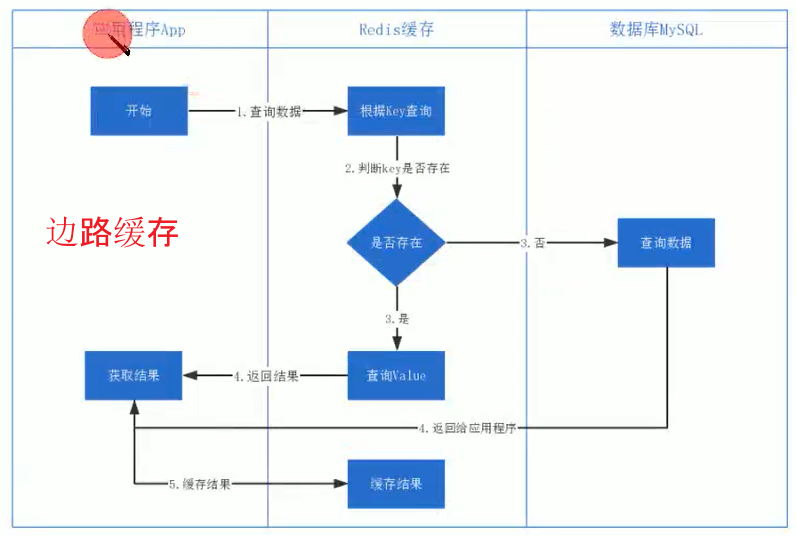 用程序App
Redis缓存
数据库MySQL
开始
1.查询数据
根据Key查询
2.判断key是否存在
边路缓存
是否存在
3.否
查询数据
3.是
获取结果
4.返回结果
查询Value
4.返回给应用程序
5.缓存结果
缓存结果